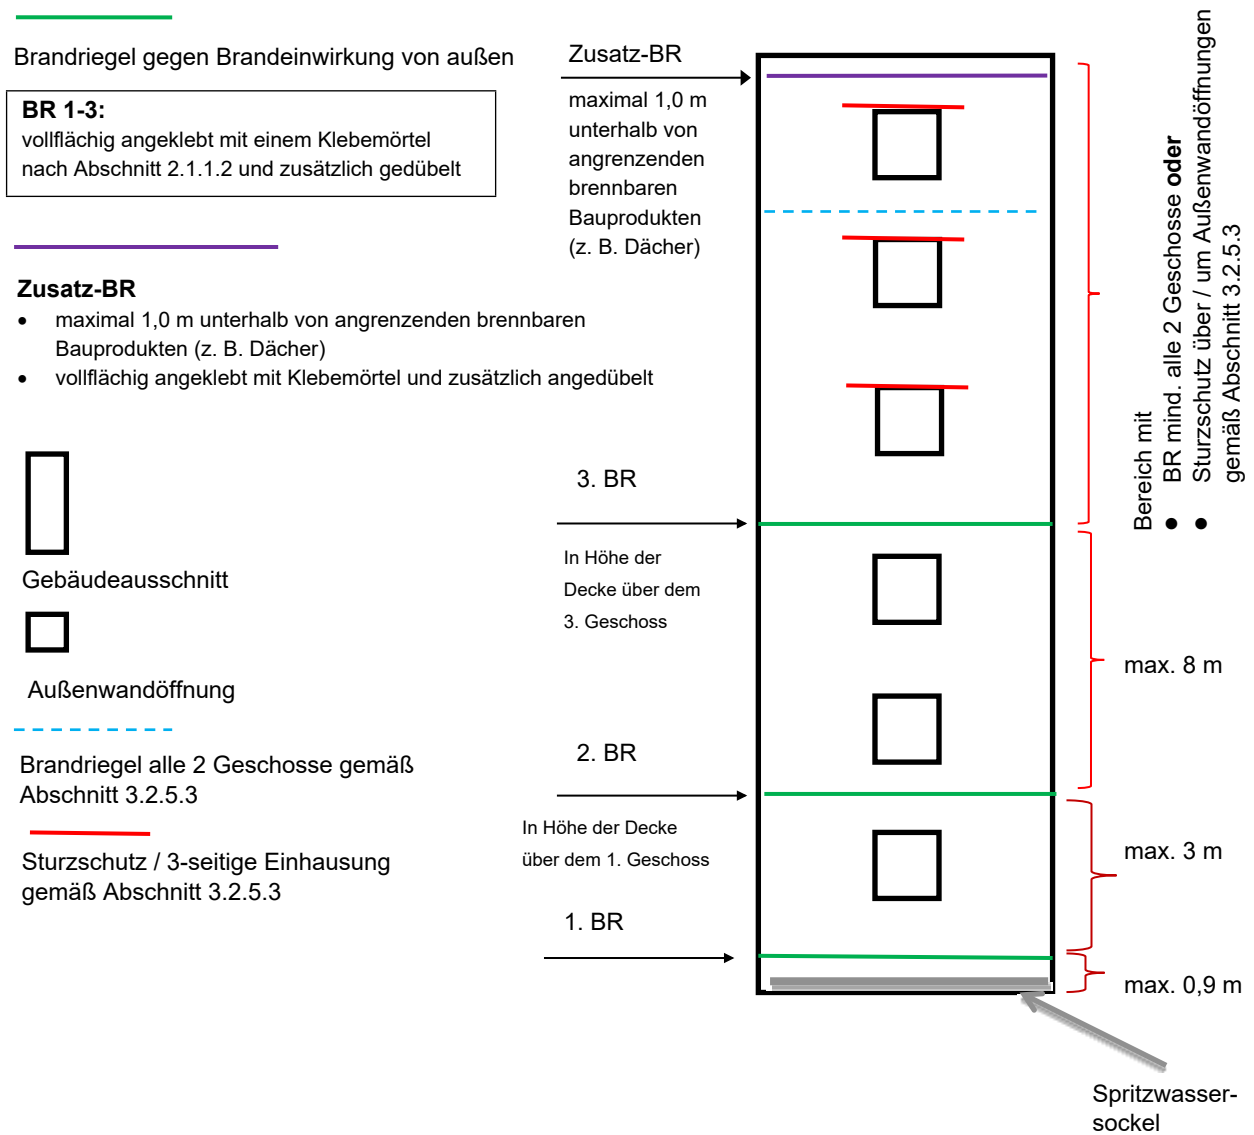 Brandriegel gegen Brandeinwirkung von außen
BR 1-3:
vollflächig angeklebt mit einem Klebemörtel
nach Abschnitt 2.1.1.2 und zusätzlich gedübelt
Zusatz-BR
• maximal 1,0 m unterhalb von angrenzenden brennbaren
Bauprodukten (z. B. Dächer)
• vollflächig angeklebt mit Klebemörtel und zusätzlich angedübelt
Gebäudeausschnitt
Außenwandöffnung
Brandriegel alle 2 Geschosse gemäß
Abschnitt 3.2.5.3
Sturzschutz / 3-seitige Einhausung
gemäß Abschnitt 3.2.5.3
Zusatz-BR
maximal 1,0 m
unterhalb von
angrenzenden
brennbaren
Bauprodukten
(z. B. Dächer)
3. BR
In Höhe der
Decke über dem
3. Geschoss
2. BR
In Höhe der Decke
über dem 1. Geschoss
1. BR
Bereich mit
• BR mind. alle 2 Geschosse oder
• Sturzschutz über / um Außenwandöffnungen
gemäß Abschnitt 3.2.5.3
max. 8 m
max. 3 m
max. 0,9 m
Spritzwasser-
sockel